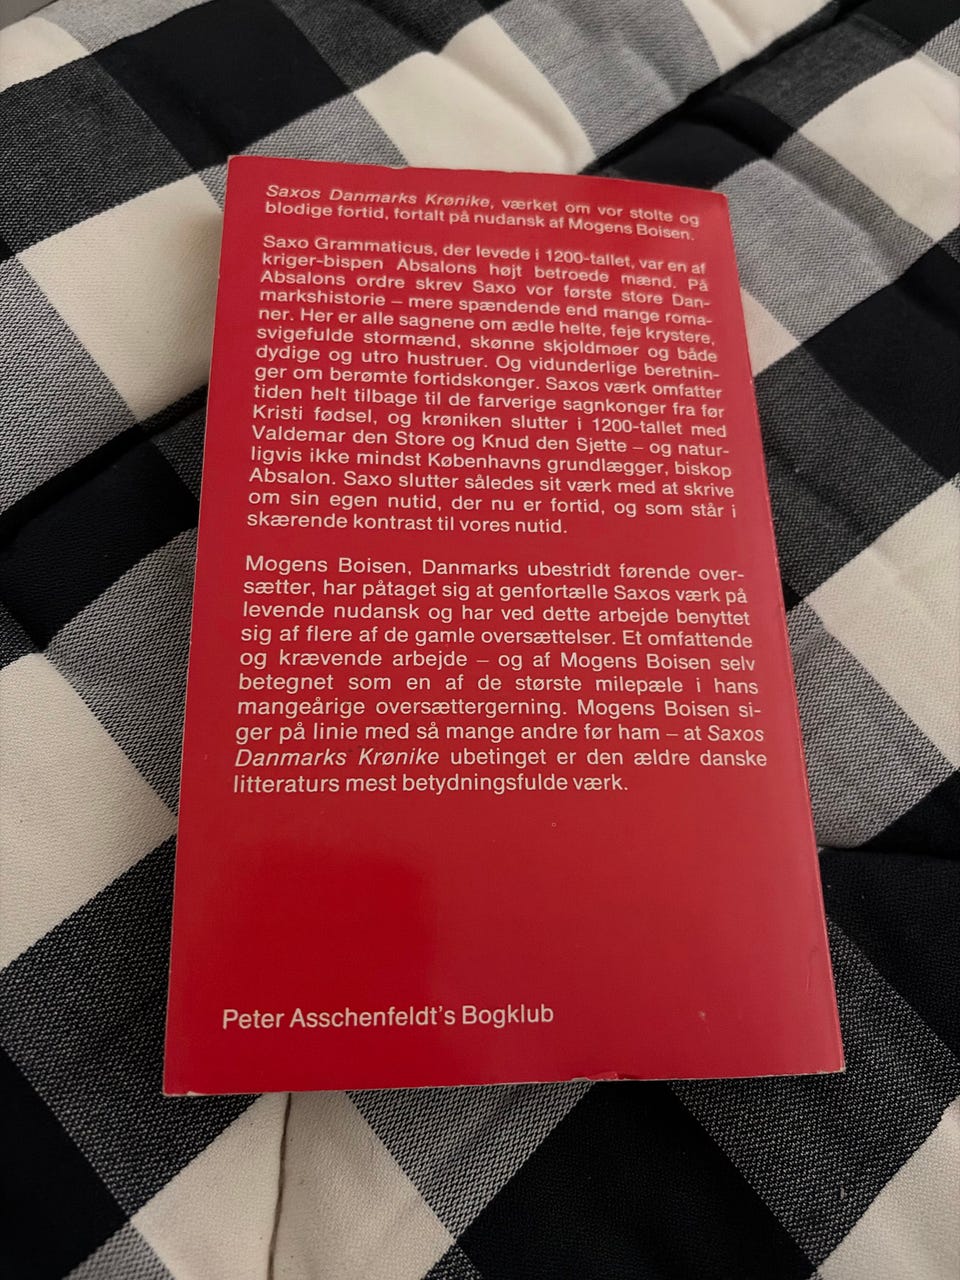 Saxos Danmarks Krønike, værket om vor stolte og
blodige fortid, fortalt på nudansk af Mogens Boisen.
Saxo Grammaticus, der levede i 1200-tallet, var en af
kriger-bispen Absalons højt betroede mænd. På
Absalons ordre skrev Saxo vor første store Dan-
markshistorie – mere spændende end mange roma-
ner. Her er alle sagnene om ædle helte, feje krystere,
svigefulde stormænd, skønne skjoldmøer og både
dydige og utro hustruer. Og vidunderlige beretnin-
ger om berømte fortidskonger. Saxos værk omfatter
tiden helt tilbage til de farverige sagnkonger fra før
Kristi fødsel, og krøniken slutter i 1200-tallet med
Valdemar den Store og Knud den Sjette – og natur-
ligvis ikke mindst Københavns grundlægger, biskop
Absalon. Saxo slutter således sit værk med at skrive
om sin egen nutid, der nu er fortid, og som står i
skærende kontrast til vores nutid.
Mogens Boisen, Danmarks ubestridt førende over-
sætter, har påtaget sig at genfortælle Saxos værk på
levende nudansk og har ved dette arbejde benyttet
sig af flere af de gamle oversættelser. Et omfattende
og krævende arbejde – og af Mogens Boisen selv
betegnet som en af de største milepæle i hans
mangeårige oversættergerning. Mogens Boisen si-
ger på linie med så mange andre før ham – at Saxos
Danmarks Krønike ubetinget er den ældre danske
litteraturs mest betydningsfulde værk.
Peter Asschenfeldt's Bogklub